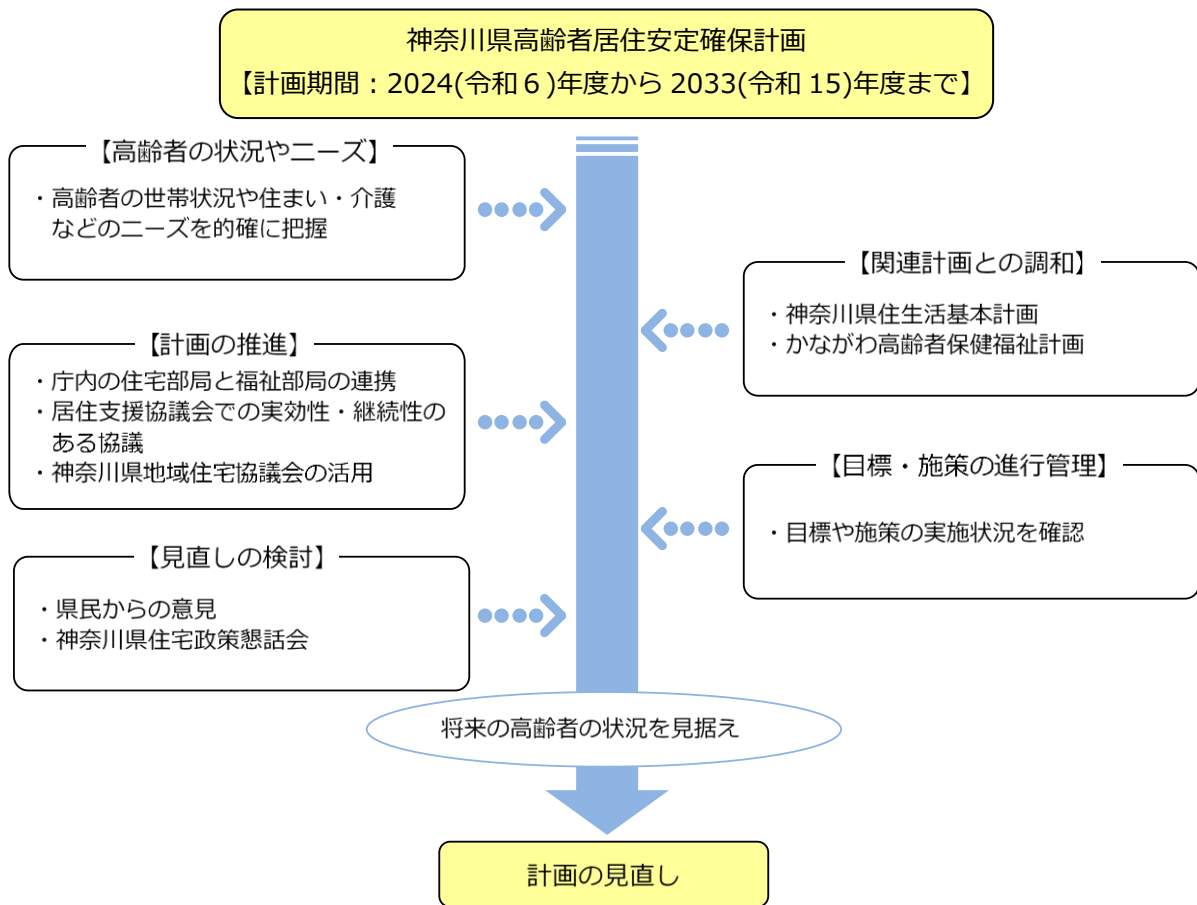 神奈川県高齢者居住安定確保計画
【計画期間：2024(令和６)年度から 2033(令和 15)年度まで】
【高齢者の状況やニーズ】
・高齢者の世帯状況や住まい・介護
などのニーズを的確に把握
【関連計画との調和】
・神奈川県住生活基本計画
・かながわ高齢者保健福祉計画
【計画の推進】
・庁内の住宅部局と福祉部局の連携
・居住支援協議会での実効性・継続性の
ある協議
・神奈川県地域住宅協議会の活用
【目標・施策の進行管理】
・目標や施策の実施状況を確認
【見直しの検討】
・県民からの意見
・神奈川県住宅政策懇話会
将来の高齢者の状況を見据え
計画の見直し